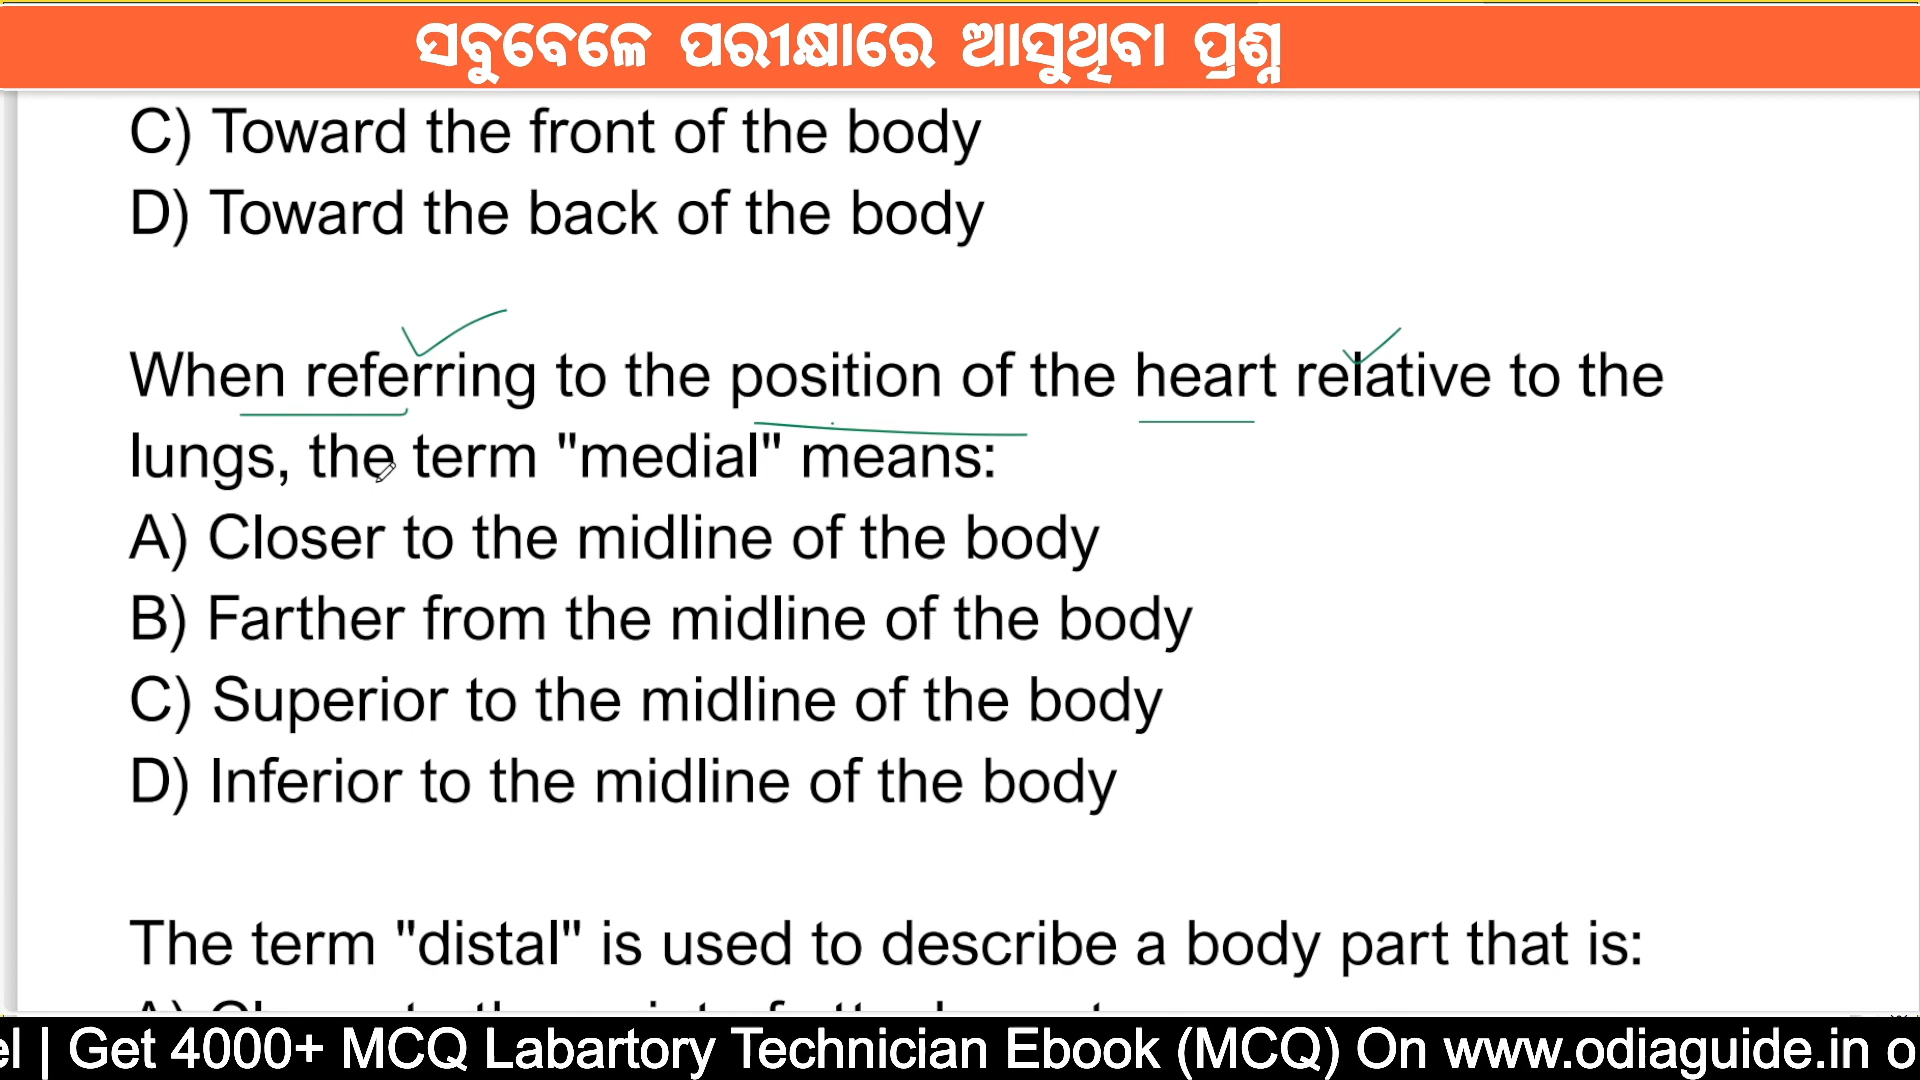 ସବୁବେଳେ ପରୀକ୍ଷାରେ ଆସୁଥିବା ପ୍ରଶ୍ନ
C) Toward the front of the body
D) Toward the back of the body
When referring to the position of the heart relative to the
lungs, the term "medial" means:
A) Closer to the midline of the body
B) Farther from the midline of the body
C) Superior to the midline of the body
D) Inferior to the midline of the body
The term "distal" is used to describe a body part that is:
el | Get 4000+ MCQ Labartory Technician Ebook (MCQ) On www.odiaguide.in o